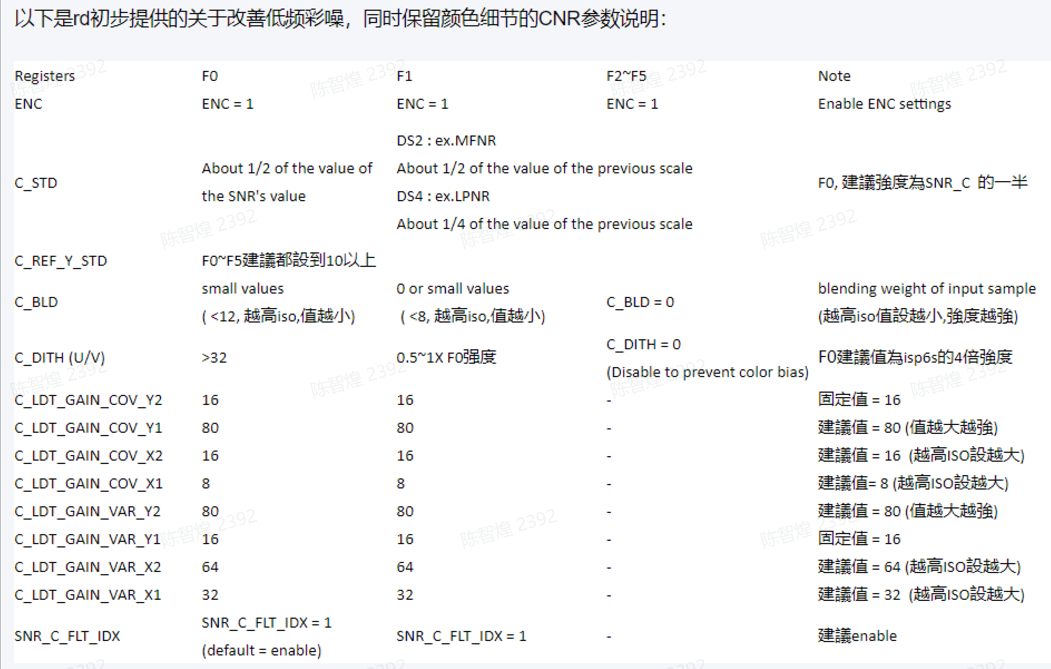 以下是rd初步提供的关于改善低频彩噪，同时保留颜色细节的CNR参数说明：
Registers F0 F1 F2~F5 Note
ENC ENC = 1 ENC = 1 ENC = 1 Enable ENC settings
DS2 : ex.MFNR
About 1/2 of the value of About 1/2 of the value of the previous scale
C_STD F0, 建議強度為SNR_C 的一半
the SNR's value DS4 : ex.LPNR
About 1/4 of the value of the previous scale
C_REF_Y_STD F0~F5建議都設到10以上
small values 0 or small values blending weight of input sample
C_BLD C_BLD = 0
( <12, 越高iso,值越小) ( <8, 越高iso,值越小) (越高iso值設越小,強度越強)
C_DITH = 0
C_DITH (U/V) >32 0.5~1X F0强度 F0建議值為isp6s的4倍強度
(Disable to prevent color bias)
C_LDT_GAIN_COV_Y2 16 16 - 固定值 = 16
C_LDT_GAIN_COV_Y1 80 80 - 建議值 = 80 (值越大越強)
C_LDT_GAIN_COV_X2 16 16 - 建議值 = 16 (越高ISO設越大)
C_LDT_GAIN_COV_X1 8 8 - 建議值= 8 (越高ISO設越大)
C_LDT_GAIN_VAR_Y2 80 80 - 建議值 = 80 (值越大越強)
C_LDT_GAIN_VAR_Y1 16 16 - 固定值 = 16
C_LDT_GAIN_VAR_X2 64 64 - 建議值 = 64 (越高ISO設越大)
C_LDT_GAIN_VAR_X1 32 32 - 建議值 = 32 (越高ISO設越大)
SNR_C_FLT_IDX = 1
SNR_C_FLT_IDX SNR_C_FLT_IDX = 1 - 建議enable
(default = enable)
陈智煌 2392